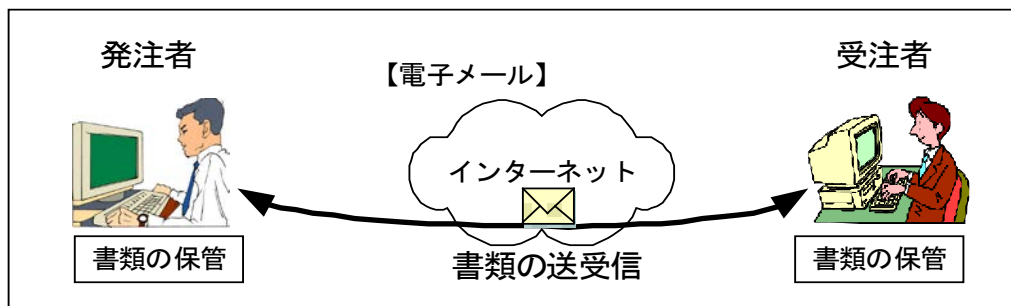 発注者
受注者
【電子メール】
インターネット
書類の保管
書類の送受信
書類の保管